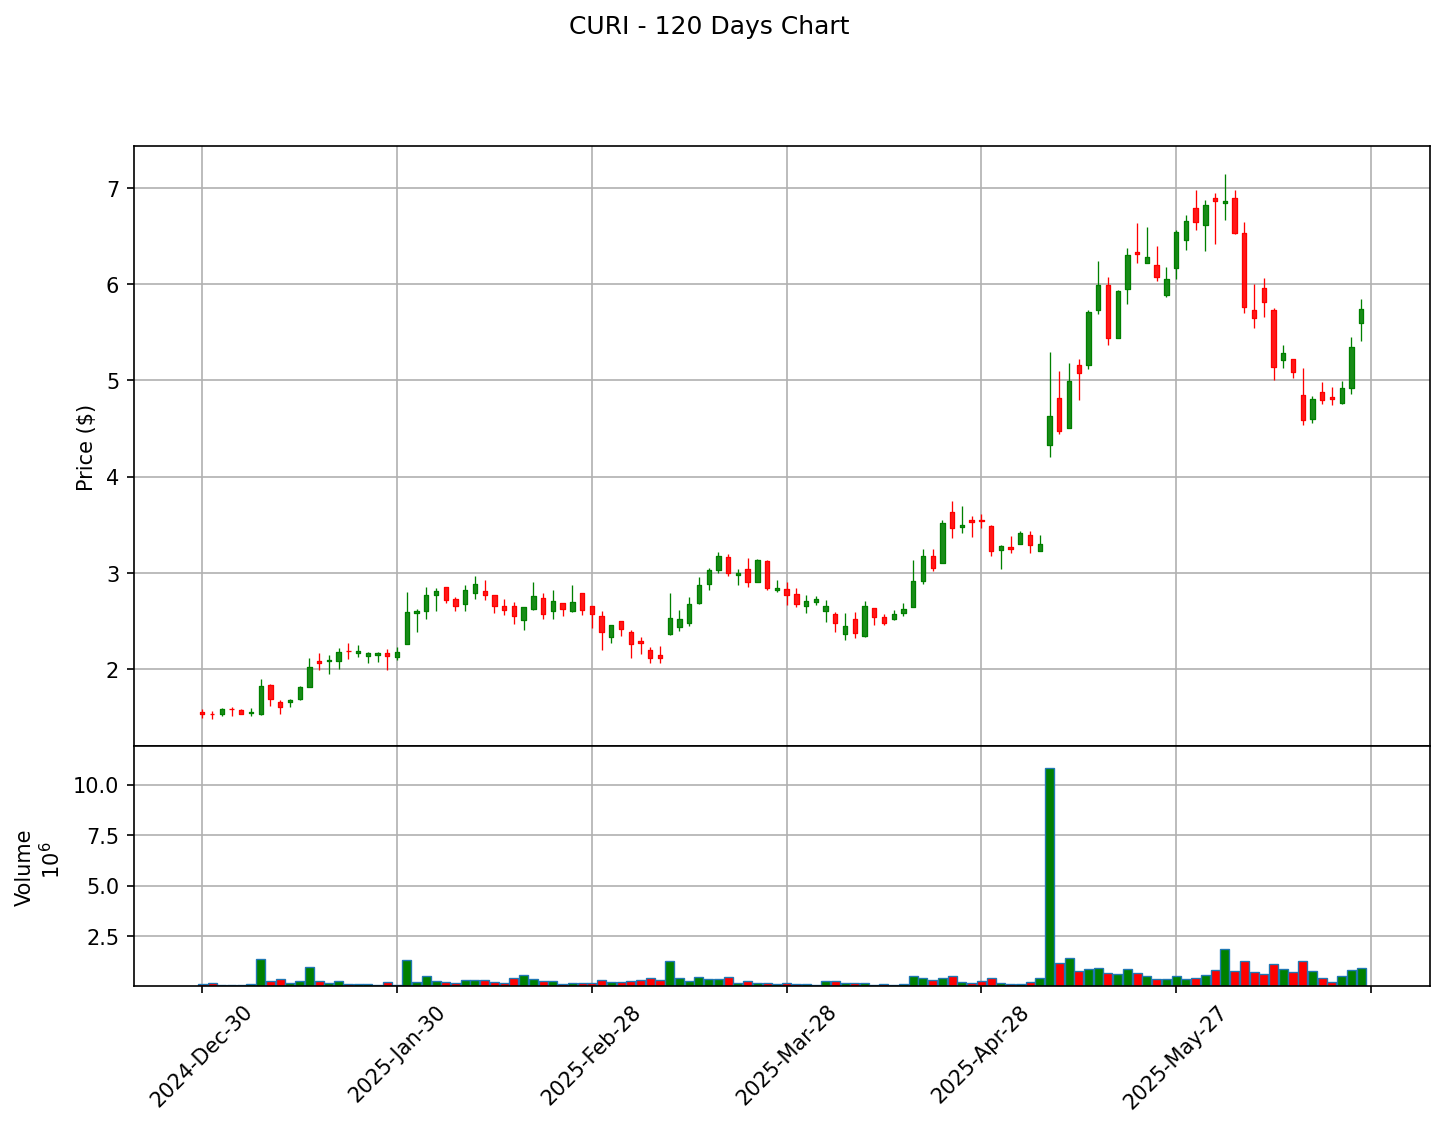 CURI - 120 Days Chart
Price ($)
7
6
5
4
3
2
Volume
10^6
10.0
7.5
5.0
2.5
2024-Dec-30
2025-Jan-30
2025-Feb-28
2025-Mar-28
2025-Apr-28
2025-May-27